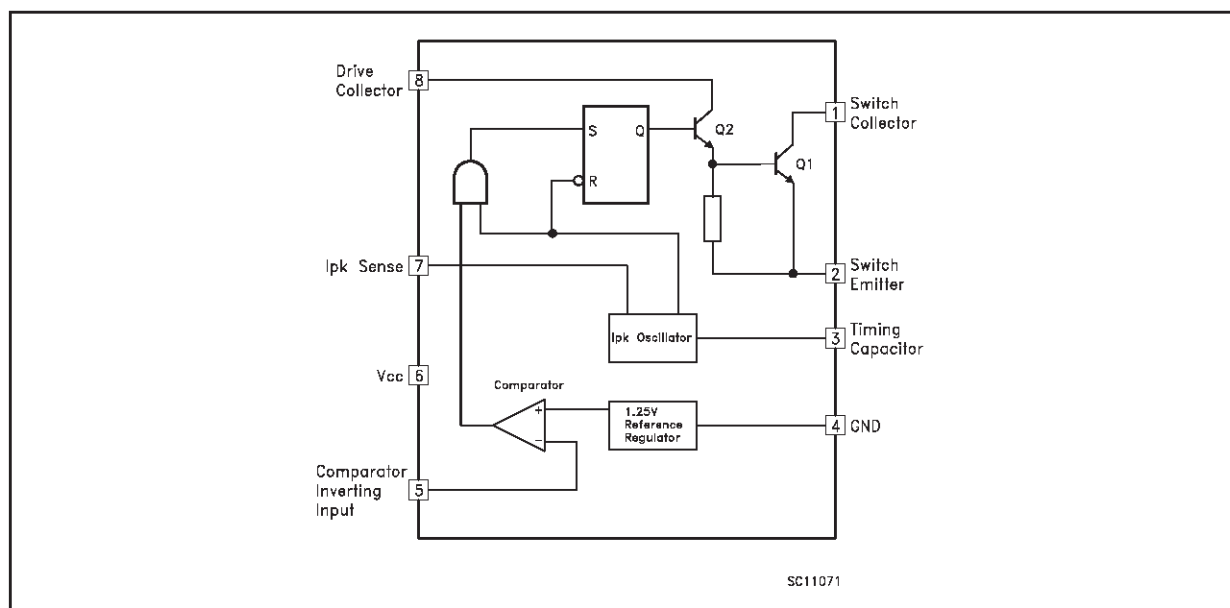 Drive
Collector
8
S
Q
Q2
1
Switch
Collector
Q1
R
Ipk Sense
7
2
Switch
Emitter
Ipk Oscillator
3
Timing
Capacitor
Vcc
6
Comparator
+
−
1.25V
Reference
Regulator
4
GND
Comparator
Inverting
Input
5
SC11071